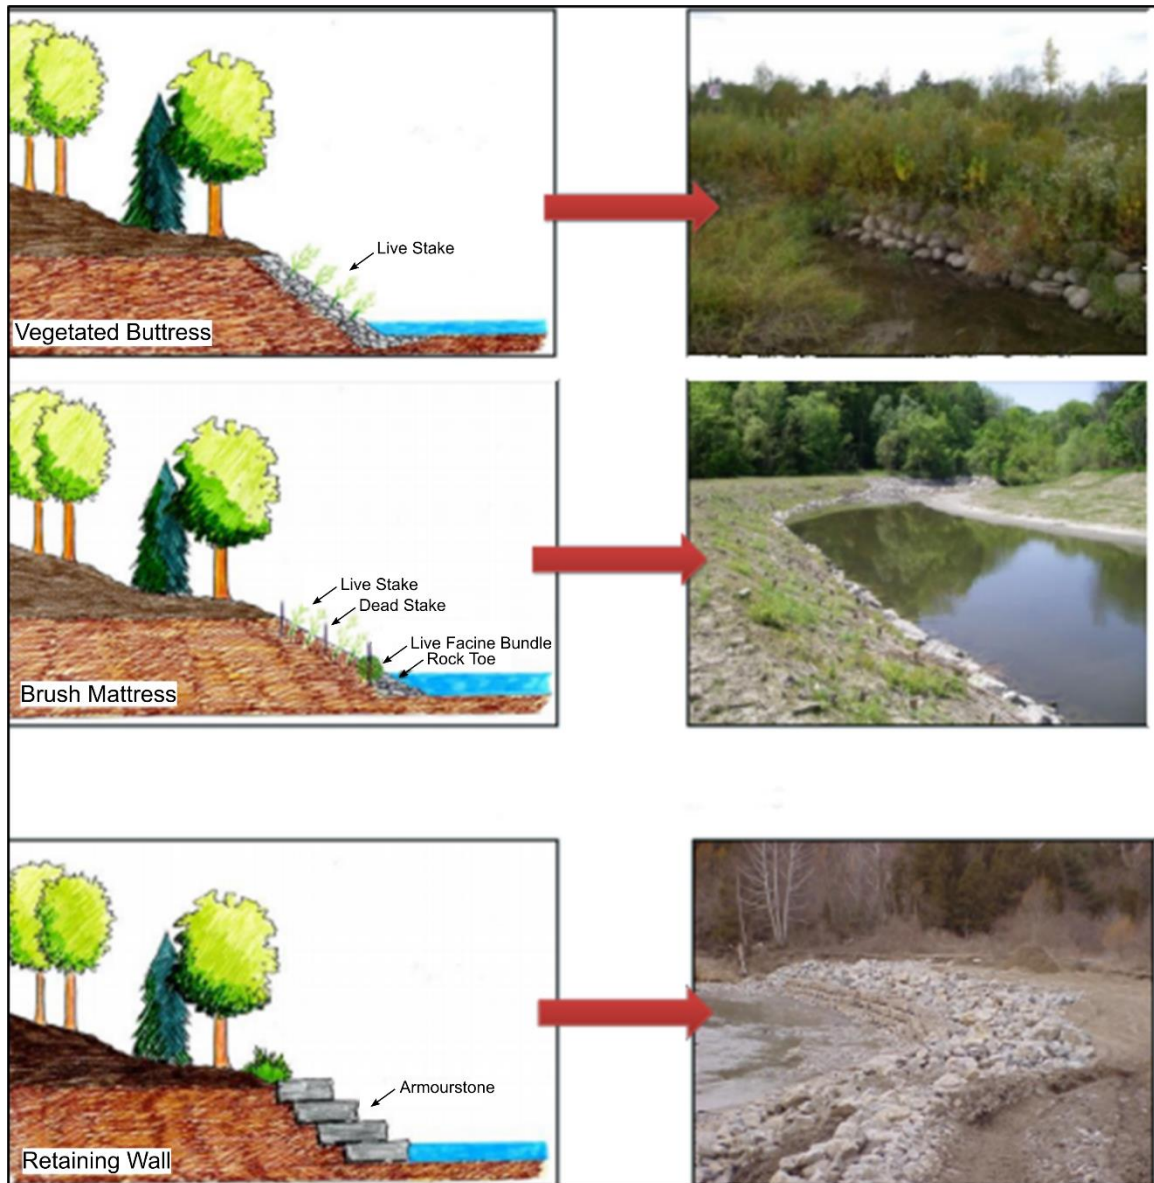 Live Stake
Vegetated Buttress
Live Stake
Dead Stake
Live Facine Bundle
Rock Toe
Brush Mattress
Armourstone
Retaining Wall